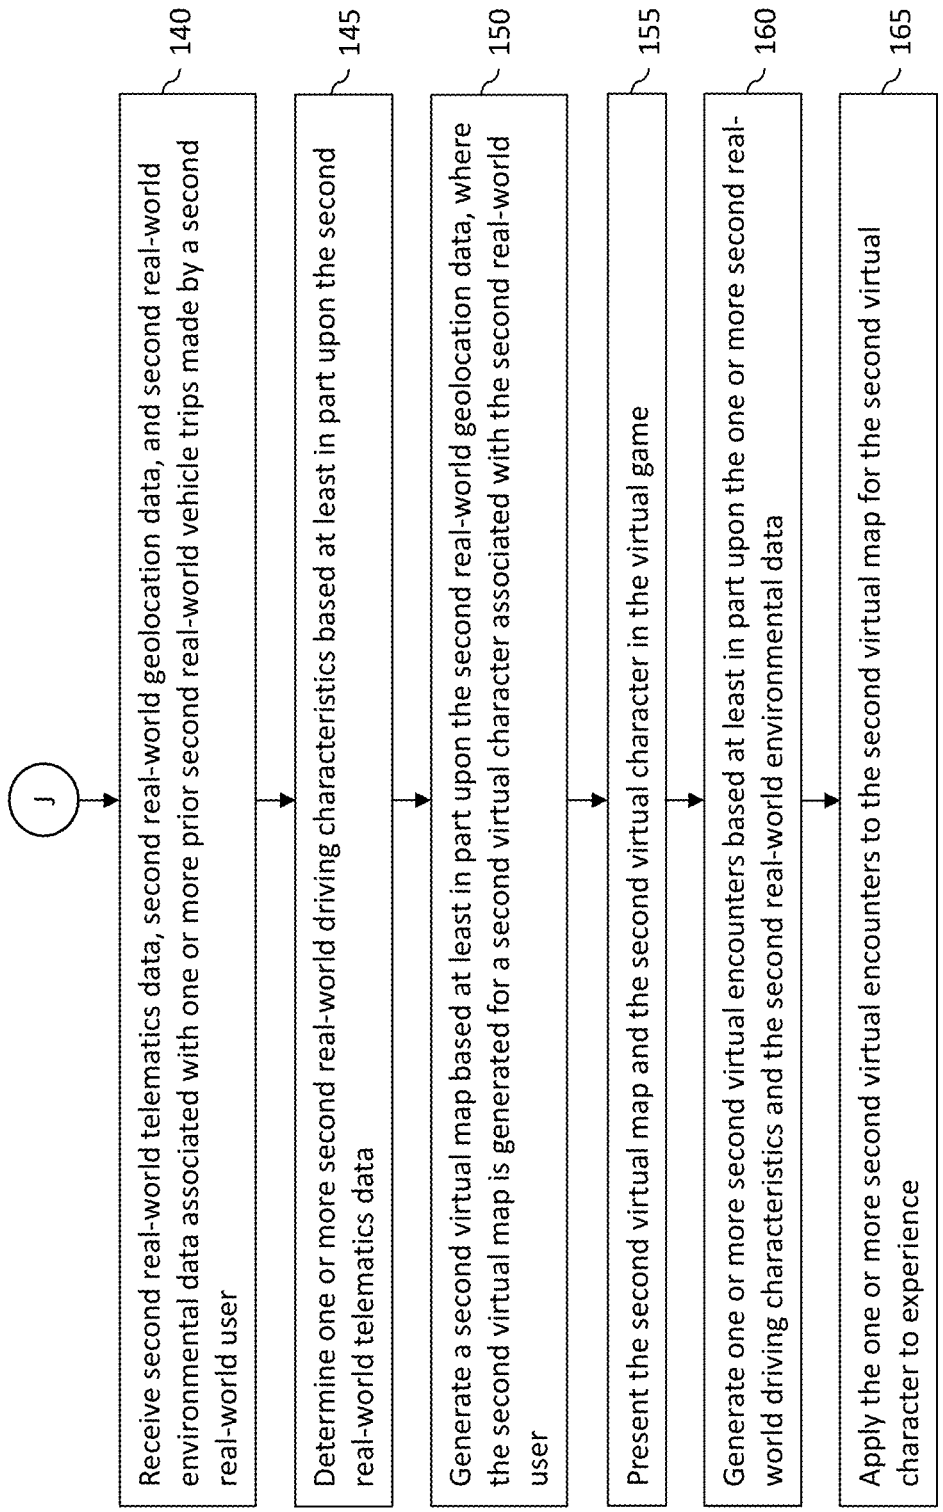 J
140
Receive second real-world telematics data, second real-world geolocation data, and second real-world
environmental data associated with one or more prior second real-world vehicle trips made by a second
real-world user
145
Determine one or more second real-world driving characteristics based at least in part upon the second
real-world telematics data
150
Generate a second virtual map based at least in part upon the second real-world geolocation data, where
the second virtual map is generated for a second virtual character associated with the second real-world
user
155
Present the second virtual map and the second virtual character in the virtual game
160
Generate one or more second virtual encounters based at least in part upon the one or more second real-
world driving characteristics and the second real-world environmental data
165
Apply the one or more second virtual encounters to the second virtual map for the second virtual
character to experience